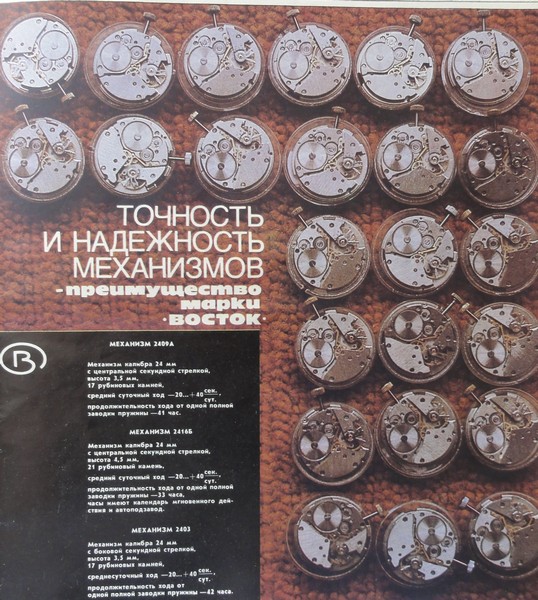 ТОЧНОСТЬ
И НАДЕЖНОСТЬ
МЕХАНИЗМОВ
-преимущество
марки
·ВОСТОК·
В
МЕХАНИЗМ 2409А
Механизм калибра 24 мм
с центральной секундной стрелкой,
высота 3,5 мм,
17 рубиновых камней,
средний суточный ход —20...+40 сек./сут.,
продолжительность хода от одной полной
заводки пружины —41 час.
МЕХАНИЗМ 2416Б
Механизм калибра 24 мм
с центральной секундной стрелкой,
высота 4,5 мм,
21 рубиновый камень,
средний суточный ход —20...+40 сек./сут.,
продолжительность хода от одной полной
заводки пружины —33 часа,
часы имеют календарь мгновенного дей-
ствия и автоподзавод.
МЕХАНИЗМ 2403
Механизм калибра 24 мм
с боковой секундной стрелкой,
высота 3,5 мм,
17 рубиновых камней,
среднесуточный ход —20...+40 сек./сут.,
продолжительность хода от
одной полной заводки пружины —42 часа.